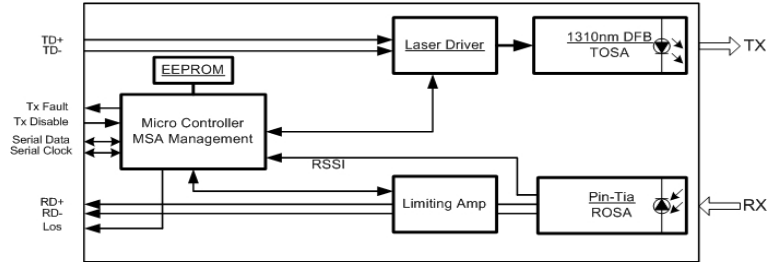 TD+
TD-
Laser Driver
1310nm DFB
TOSA
TX
EEPROM
Tx Fault
Tx Disable
Serial Data
Serial Clock
Micro Controller
MSA Management
RSSI
RD+
RD-
Los
Limiting Amp
Pin-Tia
ROSA
RX